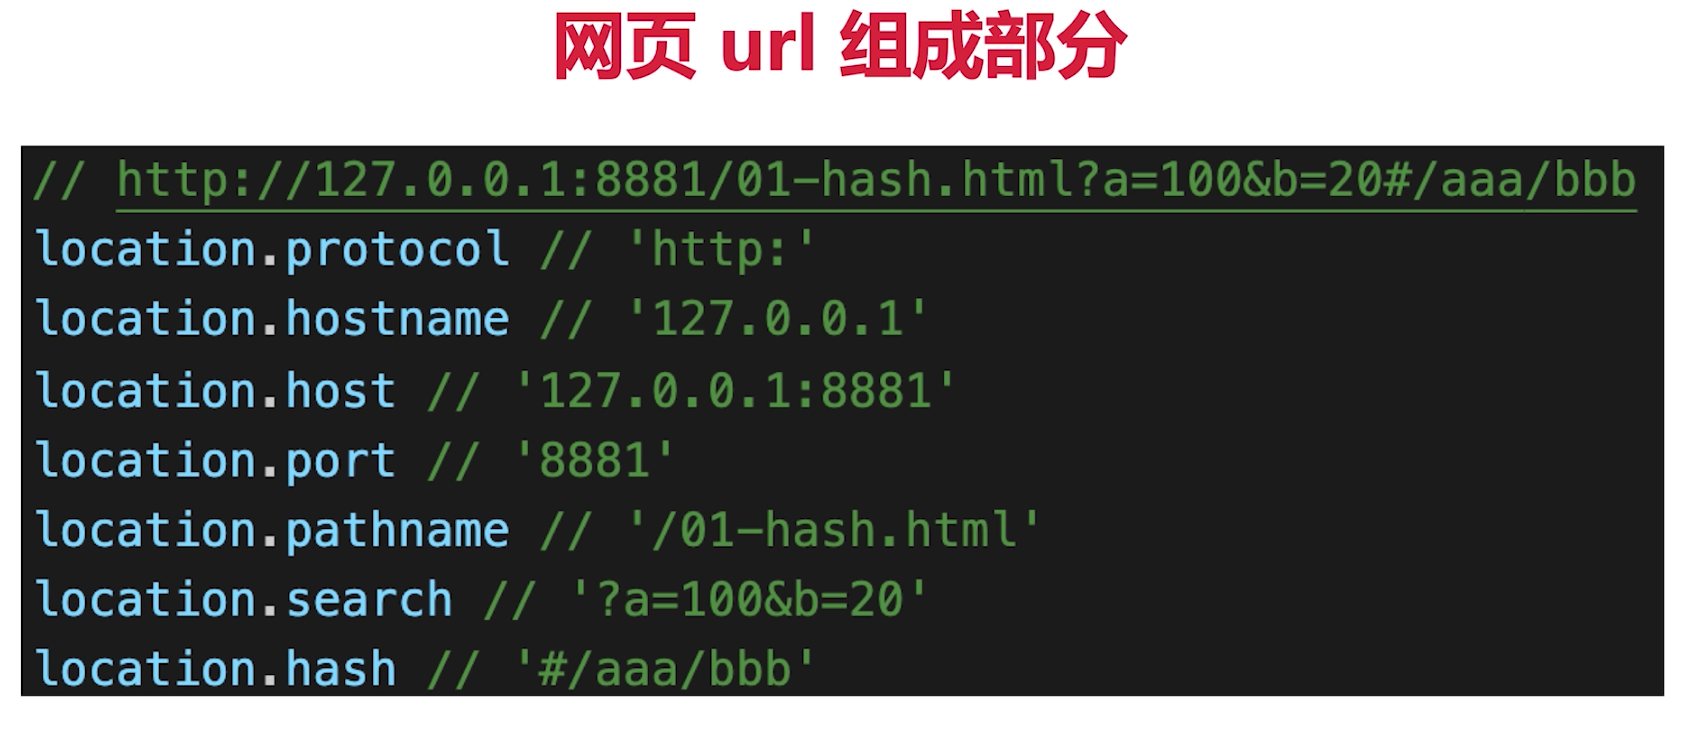 网页 url 组成部分
// http://127.0.0.1:8881/01-hash.html?a=100&b=20#/aaa/bbb
location.protocol // 'http:'
location.hostname // '127.0.0.1'
location.host // '127.0.0.1:8881'
location.port // '8881'
location.pathname // '/01-hash.html'
location.search // '?a=100&b=20'
location.hash // '#/aaa/bbb'